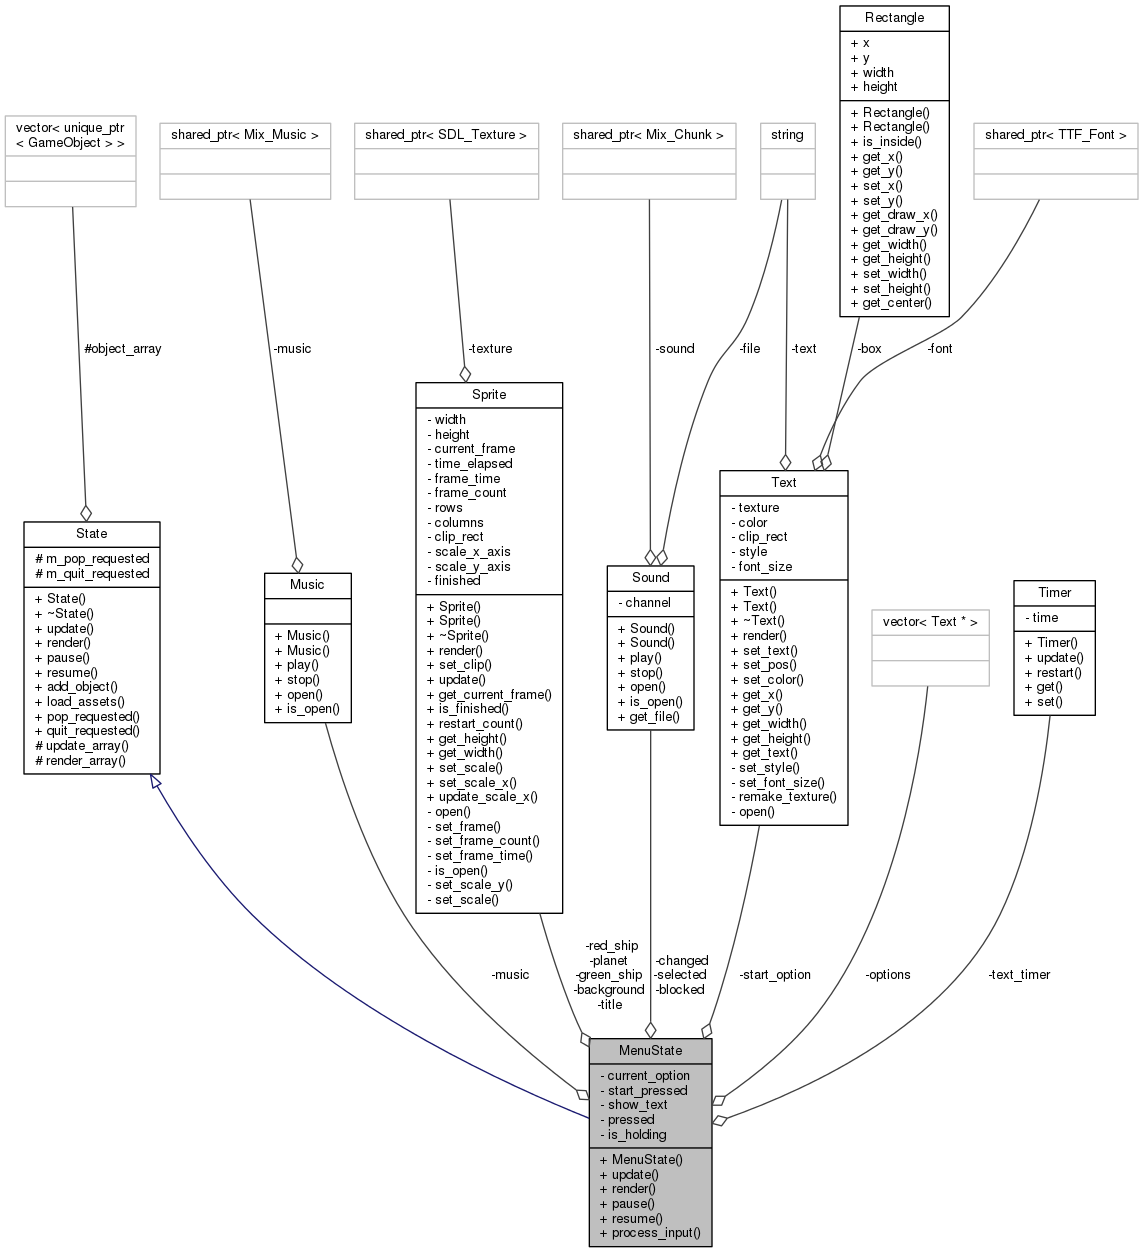 Rectangle
+ x
+ y
+ width
+ height
+ Rectangle()
+ Rectangle()
+ is_inside()
+ get_x()
+ get_y()
+ set_x()
+ set_y()
+ get_draw_x()
+ get_draw_y()
+ get_width()
+ get_height()
+ set_width()
+ set_height()
+ get_center()
vector< unique_ptr
< GameObject > >
shared_ptr< Mix_Music >
shared_ptr< SDL_Texture >
shared_ptr< Mix_Chunk >
string
shared_ptr< TTF_Font >
#object_array
-music
-texture
-sound
-file
-text
-box
-font
State
# m_pop_requested
# m_quit_requested
+ State()
+ ~State()
+ update()
+ render()
+ pause()
+ resume()
+ add_object()
+ load_assets()
+ pop_requested()
+ quit_requested()
# update_array()
# render_array()
Music
+ Music()
+ Music()
+ play()
+ stop()
+ open()
+ is_open()
Sprite
- width
- height
- current_frame
- time_elapsed
- frame_time
- frame_count
- rows
- columns
- clip_rect
- scale_x_axis
- scale_y_axis
- finished
+ Sprite()
+ Sprite()
+ ~Sprite()
+ render()
+ set_clip()
+ update()
+ get_current_frame()
+ is_finished()
+ restart_count()
+ get_height()
+ get_width()
+ set_scale()
+ set_scale_x()
+ update_scale_x()
- open()
- set_frame()
- set_frame_count()
- set_frame_time()
- is_open()
- set_scale_y()
- set_scale()
Sound
- channel
+ Sound()
+ Sound()
+ play()
+ stop()
+ open()
+ is_open()
+ get_file()
Text
- texture
- color
- clip_rect
- style
- font_size
+ Text()
+ Text()
+ ~Text()
+ render()
+ set_text()
+ set_pos()
+ set_color()
+ get_x()
+ get_y()
+ get_width()
+ get_height()
+ get_text()
- set_style()
- set_font_size()
- remake_texture()
- open()
vector< Text * >
Timer
- time
+ Timer()
+ update()
+ restart()
+ get()
+ set()
-music
-red_ship
-planet
-green_ship
-background
-title
-changed
-selected
-blocked
-start_option
-options
-text_timer
MenuState
- current_option
- start_pressed
- show_text
- pressed
- is_holding
+ MenuState()
+ update()
+ render()
+ pause()
+ resume()
+ process_input()